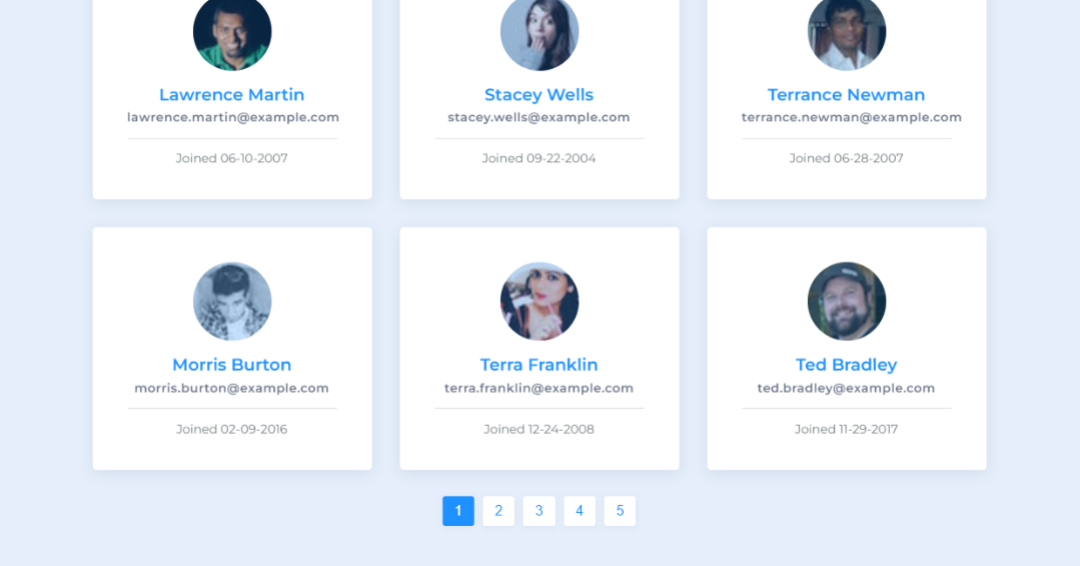 Lawrence Martin
lawrence.martin@example.com
Joined 06-10-2007
Stacey Wells
stacey.wells@example.com
Joined 09-22-2004
Terrance Newman
terrance.newman@example.com
Joined 06-28-2007
Morris Burton
morris.burton@example.com
Joined 02-09-2016
Terra Franklin
terra.franklin@example.com
Joined 12-24-2008
Ted Bradley
ted.bradley@example.com
Joined 11-29-2017
1 2 3 4 5